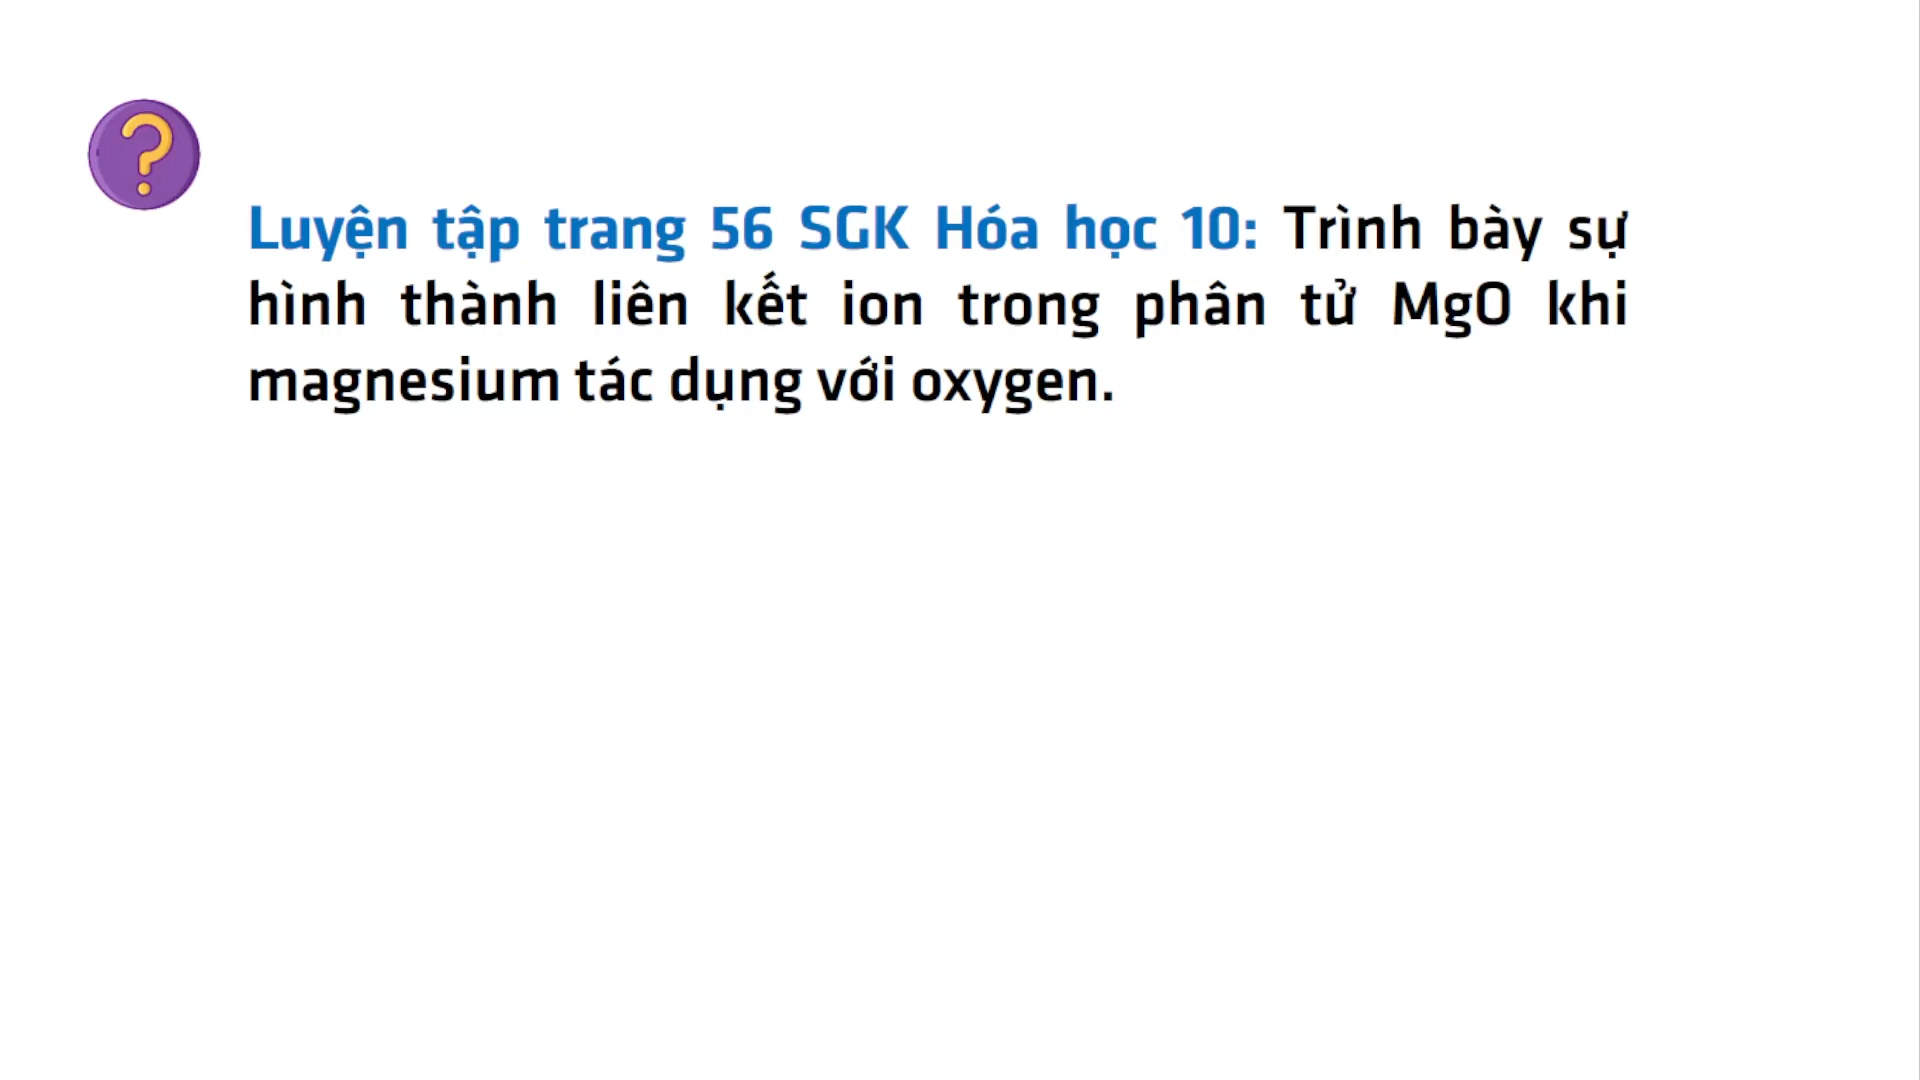 Luyện tập trang 56 SGK Hóa học 10: Trình bày sự
hình thành liên kết ion trong phân tử MgO khi
magnesium tác dụng với oxygen.